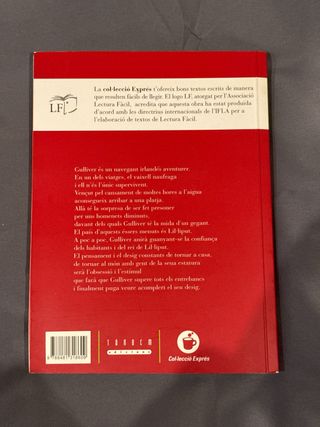 LF
La col·lecció Exprés t'ofereix bons textos escrits de manera
que resulten fàcils de llegir. El logo LF atorgat per l'Associació
Lectura Fàcil, acredita que aquesta obra ha estat produïda
d'acord amb les directrius internacionals de l'IFLA per a
l'elaboració de textos de Lectura Fàcil.
Gulliver és un navegant irlandés aventurer.
En un dels viatges, el vaixell naufraga
i ell n'és l'únic supervivent.
Vençut pel cansament de moltes hores a l'aigua
aconsegueix arribar a una platja.
Allà té la sorpresa de ser fet presoner
per uns homenets diminuts,
davant dels quals Gulliver té la mida d'un gegant.
El país d'aquests éssers menuts és Lil·liput.
A poc a poc, Gulliver anirà guanyant-se la confiança
dels habitants i del rei de Lil·liput.
El pensament i el desig constants de tornar a casa,
de tornar al món amb gent de la seua estatura
serà l'obsessió i l'estímul
que farà que Gulliver supere tots els entrebancs
i finalment puga veure acomplert el seu desig.
TÀNDEM
edicions
Col·lecció Exprés